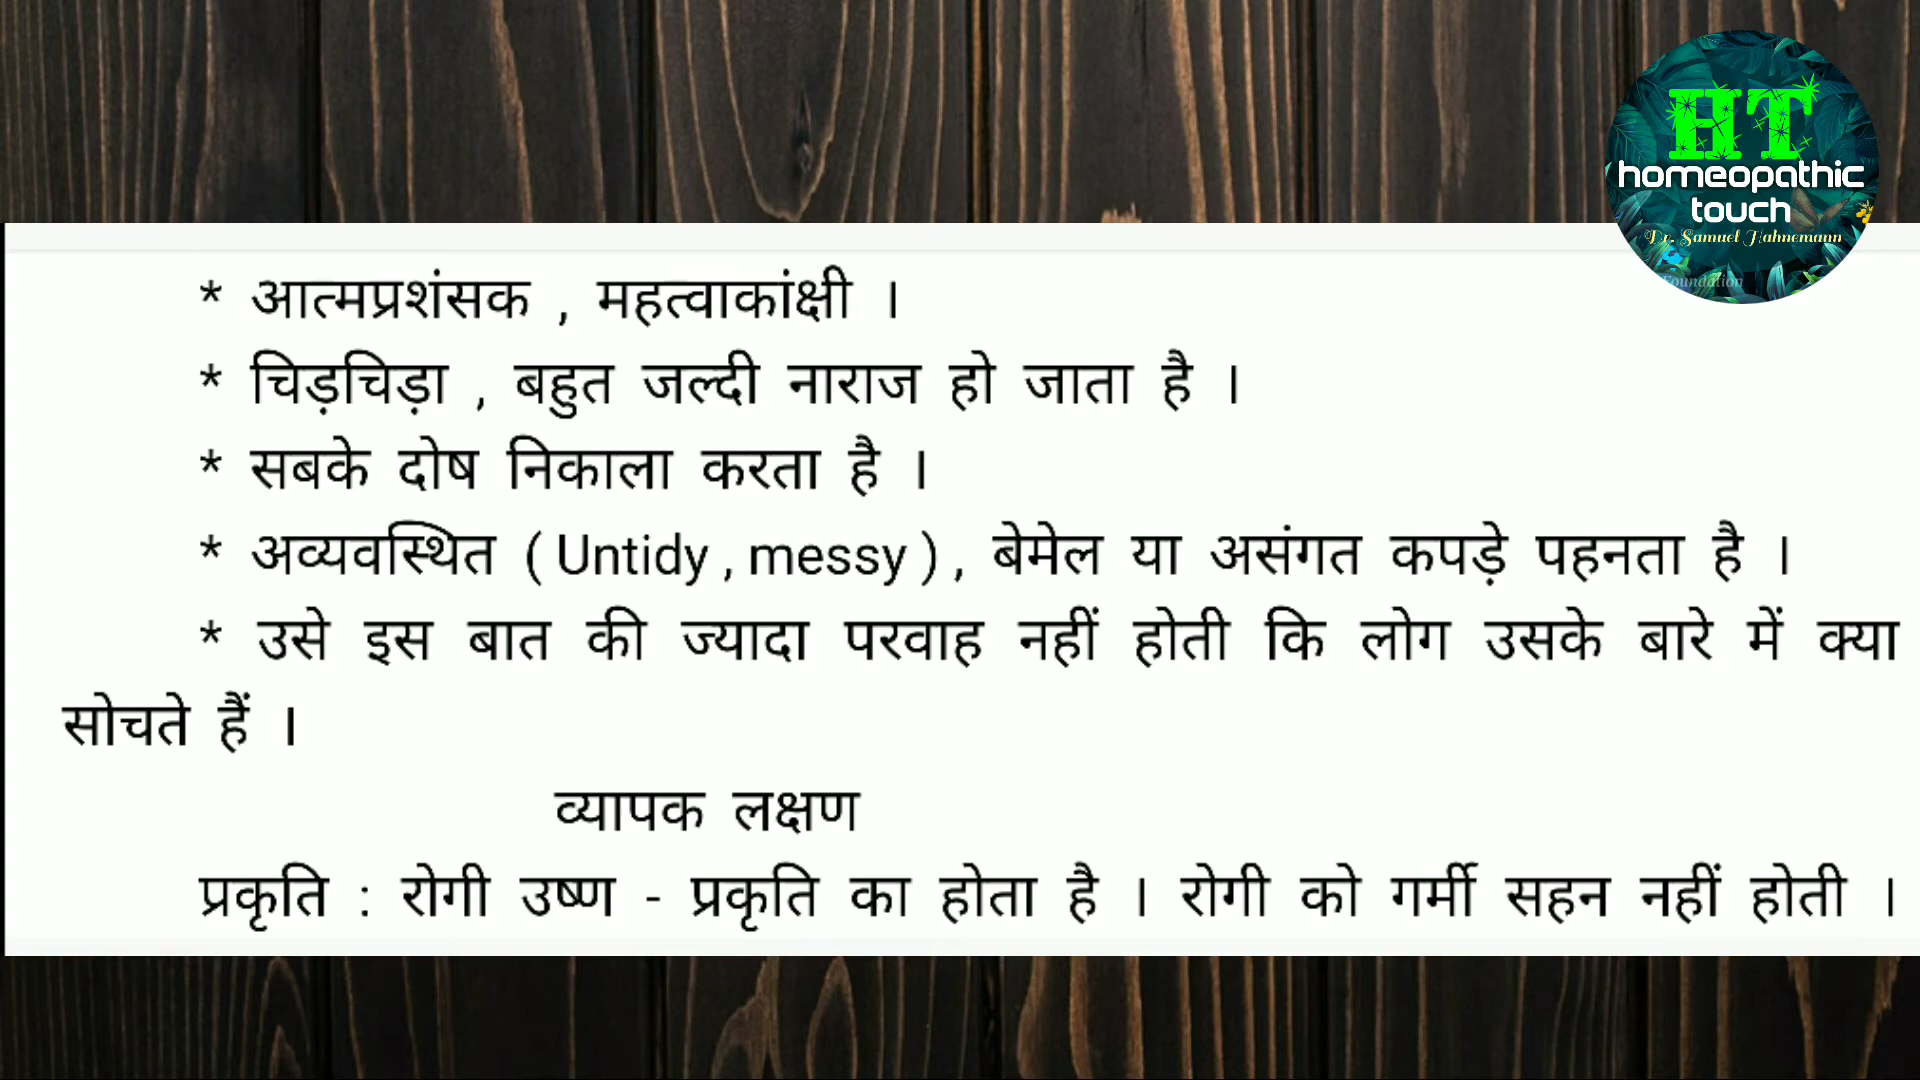 HT
homeopathic
touch
Dr. Samuel Hahnemann
Foundation
* आत्मप्रशंसक , महत्वाकांक्षी ।
* चिड़चिड़ा , बहुत जल्दी नाराज हो जाता है ।
* सबके दोष निकाला करता है ।
* अव्यवस्थित ( Untidy , messy ) , बेमेल या असंगत कपड़े पहनता है ।
* उसे इस बात की ज्यादा परवाह नहीं होती कि लोग उसके बारे में क्या
सोचते हैं ।
व्यापक लक्षण
प्रकृति : रोगी उष्ण - प्रकृति का होता है । रोगी को गर्मी सहन नहीं होती ।